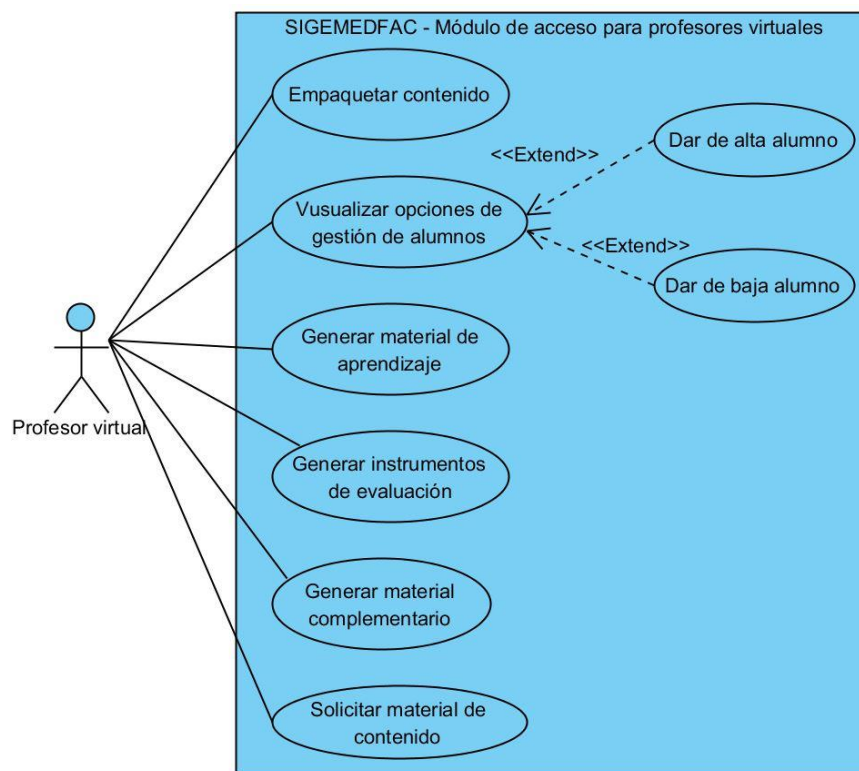 SIGEMEDFAC - Módulo de acceso para profesores virtuales
Empaquetar contenido
<<Extend>>
Dar de alta alumno
Vusualizar opciones de
gestión de alumnos
<<Extend>>
Dar de baja alumno
Generar material de
aprendizaje
Profesor virtual
Generar instrumentos
de evaluación
Generar material
complementario
Solicitar material de
contenido